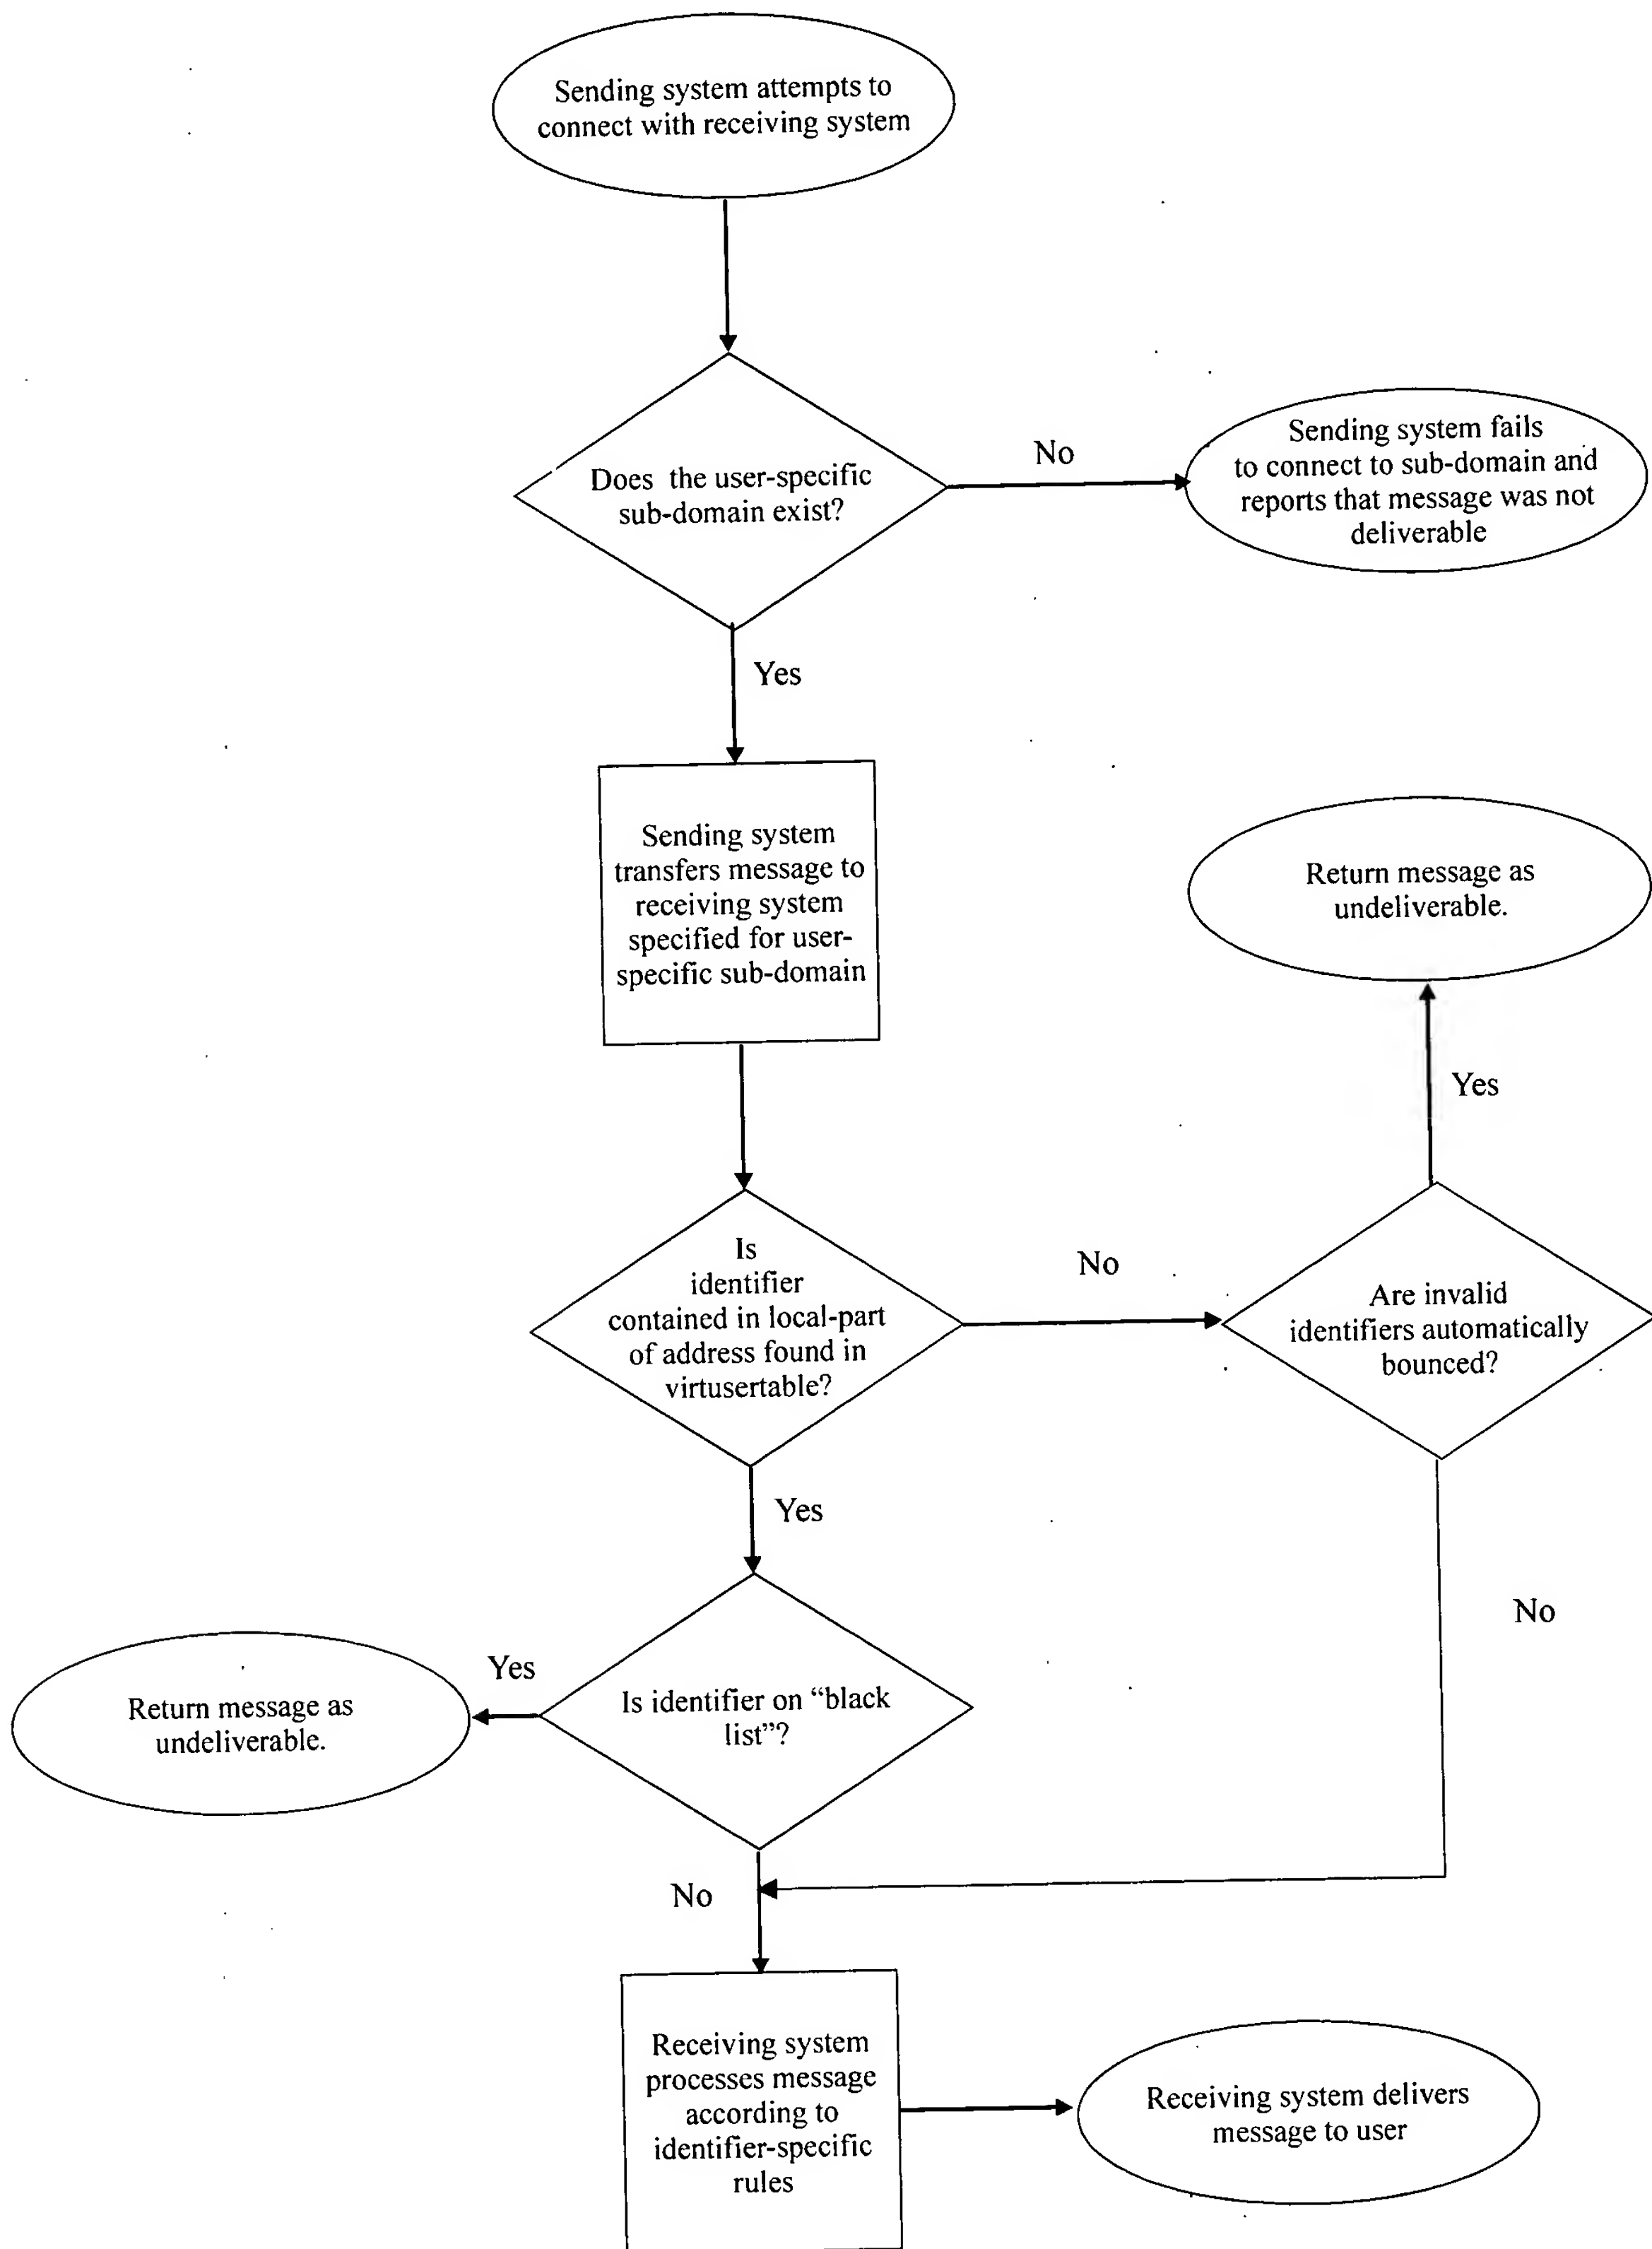 Sending system attempts to
connect with receiving system
Does the user-specific
sub-domain exist?
No
Sending system fails
to connect to sub-domain and
reports that message was not
deliverable
Yes
Sending system
transfers message to
receiving system
specified for user-
specific sub-domain
Return message as
undeliverable.
Yes
Is
identifier
contained in local-part
of address found in
virtusertable?
No
Are invalid
identifiers automatically
bounced?
Yes
No
Is identifier on “black
list”?
Yes
Return message as
undeliverable.
No
Receiving system
processes message
according to
identifier-specific
rules
Receiving system delivers
message to user